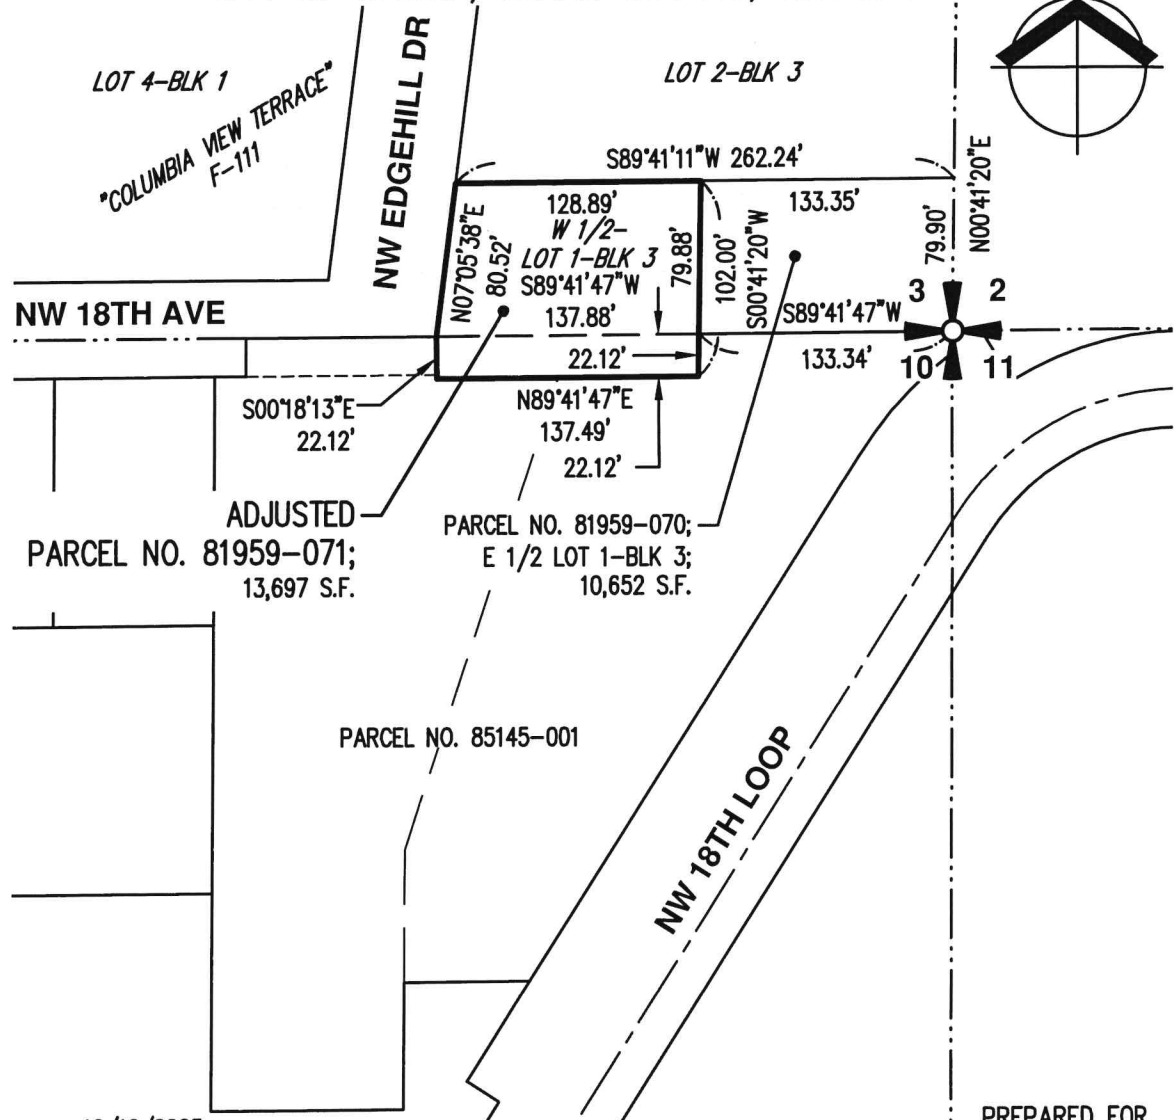 LOT 4-BLK 1
"COLUMBIA VIEW TERRACE"
F-111
NW EDGEHILL DR
LOT 2-BLK 3
S89°41'11"W 262.24'
128.89'
133.35'
W 1/2-
LOT 1-BLK 3
S89°41'47"W
137.88'
N07°05'38"E
80.52'
79.88'
102.00'
S00°41'20"W
79.90'
N00°41'20"E
NW 18TH AVE
S89°41'47"W
133.34'
3 2
10 11
22.12'
S00°18'13"E
22.12'
N89°41'47"E
137.49'
22.12'
ADJUSTED
PARCEL NO. 81959-071;
13,697 S.F.
PARCEL NO. 81959-070;
E 1/2 LOT 1-BLK 3;
10,652 S.F.
PARCEL NO. 85145-001
NW 18TH LOOP
PREPARED FOR